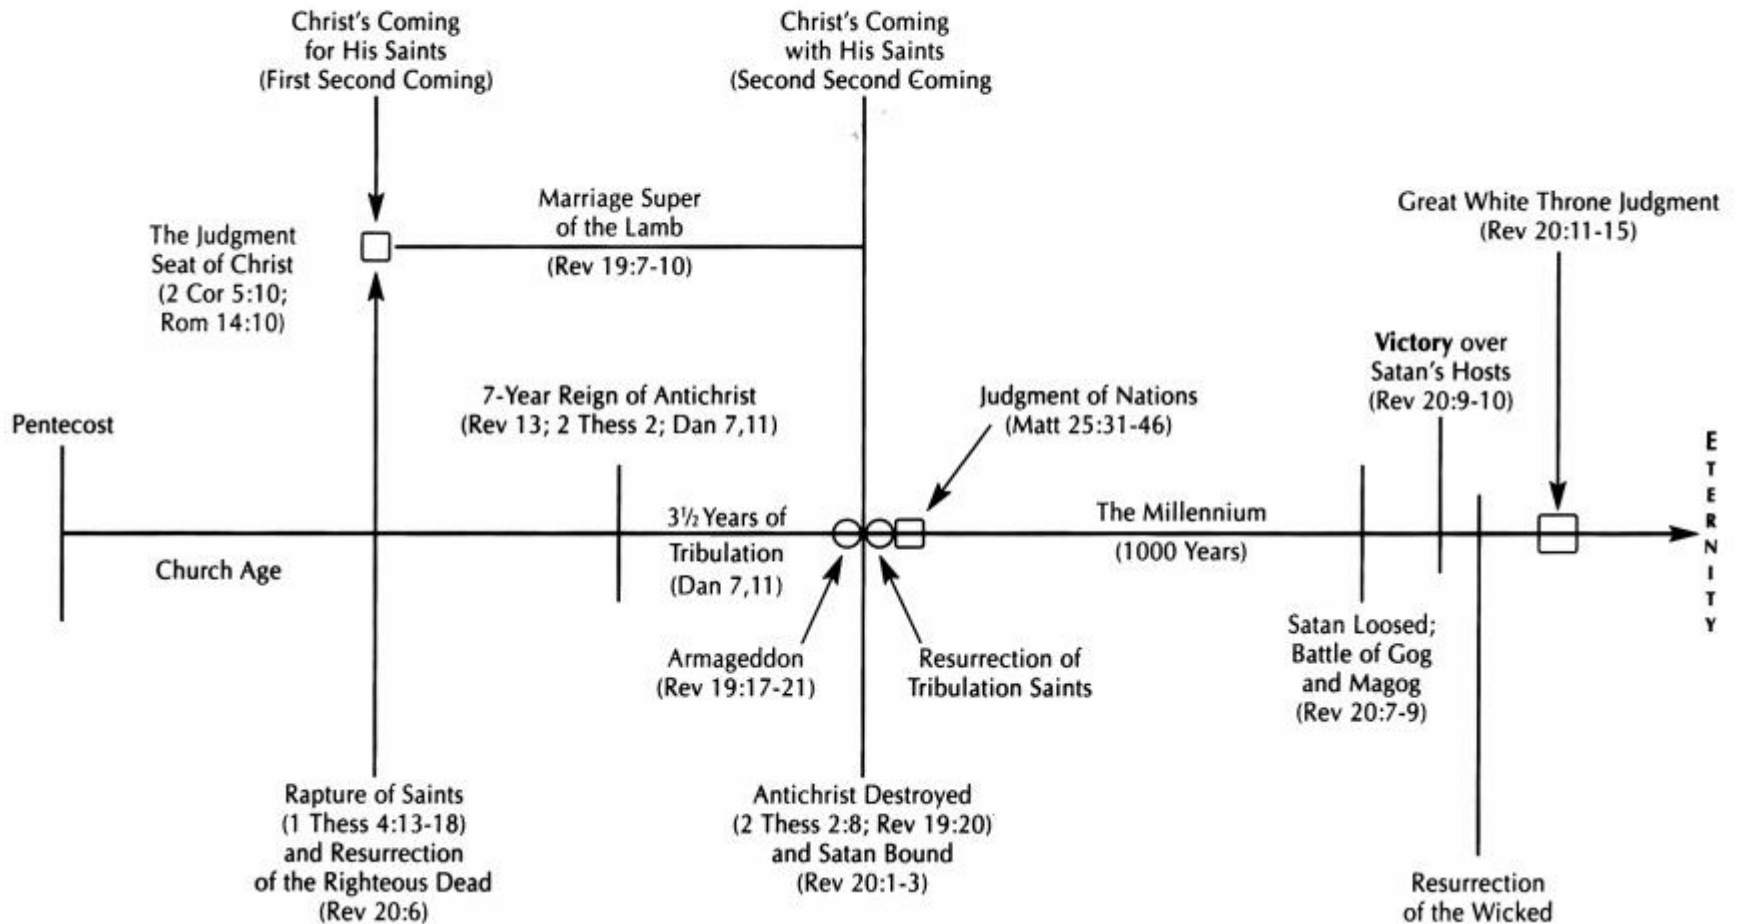 Christ's Coming
for His Saints
(First Second Coming)
Christ's Coming
with His Saints
(Second Second Coming
Marriage Super
of the Lamb
(Rev 19:7-10)
Great White Throne Judgment
(Rev 20:11-15)
The Judgment
Seat of Christ
(2 Cor 5:10;
Rom 14:10)
Victory over
Satan's Hosts
(Rev 20:9-10)
7-Year Reign of Antichrist
(Rev 13; 2 Thess 2; Dan 7,11)
Judgment of Nations
(Matt 25:31-46)
Pentecost
ETERNITY
3½ Years of
Tribulation
(Dan 7,11)
The Millennium
(1000 Years)
Church Age
Armageddon
(Rev 19:17-21)
Resurrection of
Tribulation Saints
Satan Loosed;
Battle of Gog
and Magog
(Rev 20:7-9)
Rapture of Saints
(1 Thess 4:13-18)
and Resurrection
of the Righteous Dead
(Rev 20:6)
Antichrist Destroyed
(2 Thess 2:8; Rev 19:20)
and Satan Bound
(Rev 20:1-3)
Resurrection
of the Wicked